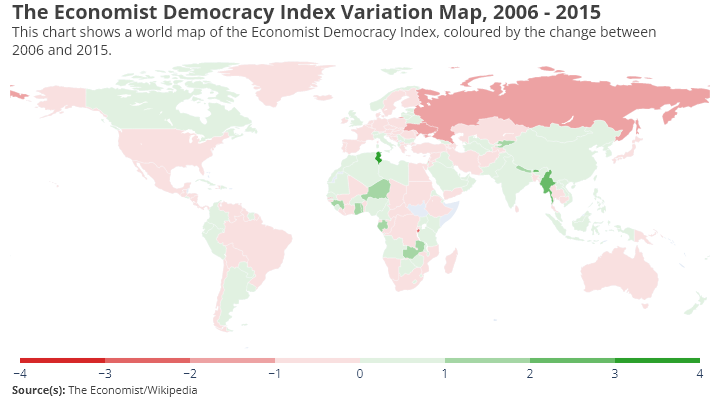 The Economist Democracy Index Variation Map, 2006 - 2015
This chart shows a world map of the Economist Democracy Index, coloured by the change between
2006 and 2015.
−4 −3 −2 −1 0 1 2 3 4
Source(s): The Economist/Wikipedia